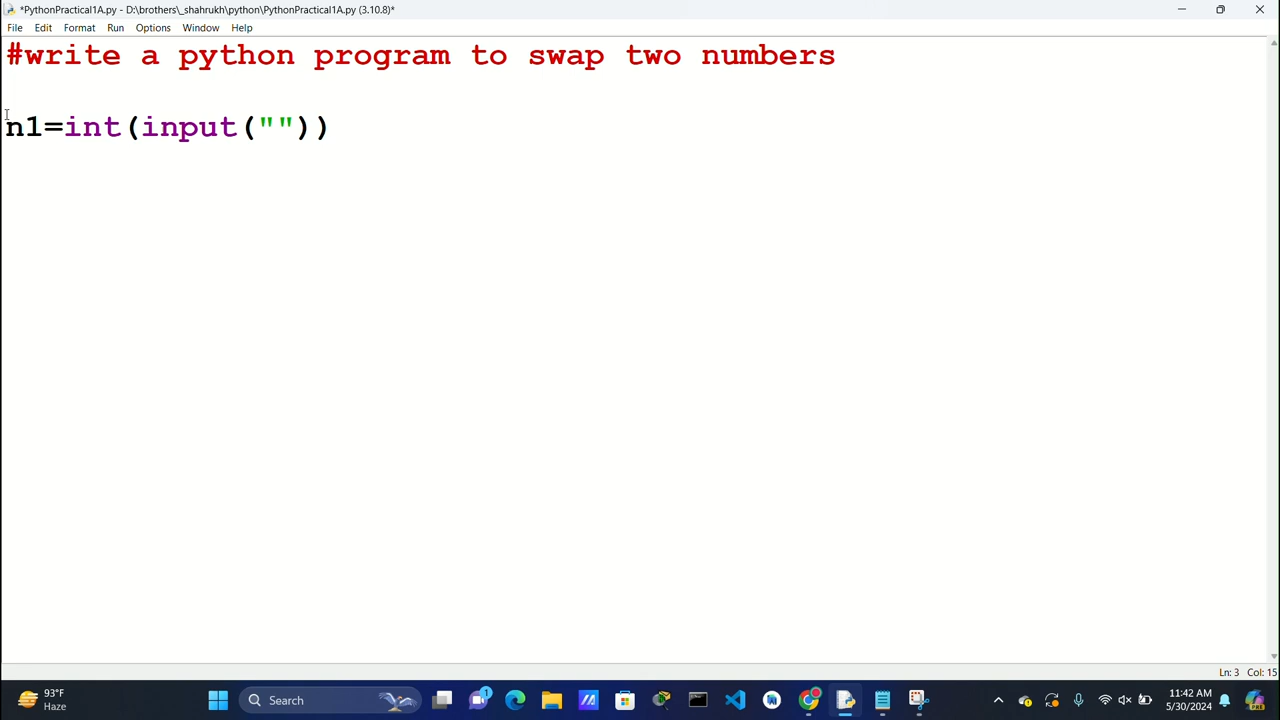 *PythonPractical1A.py - D:\brothers\_shahrukh\python\PythonPractical1A.py (3.10.8)*
File Edit Format Run Options Window Help
#write a python program to swap two numbers
n1=int(input(""))
Ln: 3 Col: 15
93°F
Haze
Search
1
11:42 AM
5/30/2024
PRE